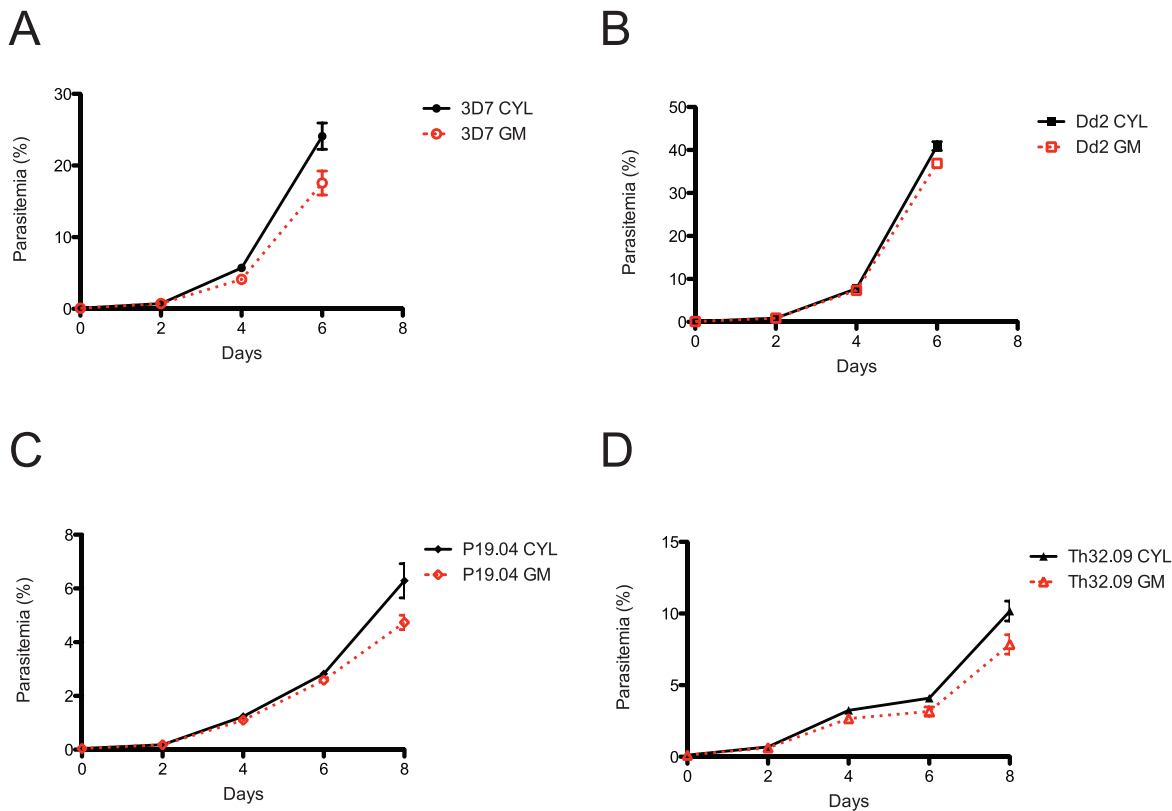 A
B
30
20
10
0
0
2
4
6
8
Parasitemia (%)
Days
3D7 CYL
3D7 GM
50
40
30
20
10
0
0
2
4
6
8
Parasitemia (%)
Days
Dd2 CYL
Dd2 GM
C
D
8
6
4
2
0
0
2
4
6
8
Parasitemia (%)
Days
P19.04 CYL
P19.04 GM
15
10
5
0
0
2
4
6
8
Parasitemia (%)
Days
Th32.09 CYL
Th32.09 GM